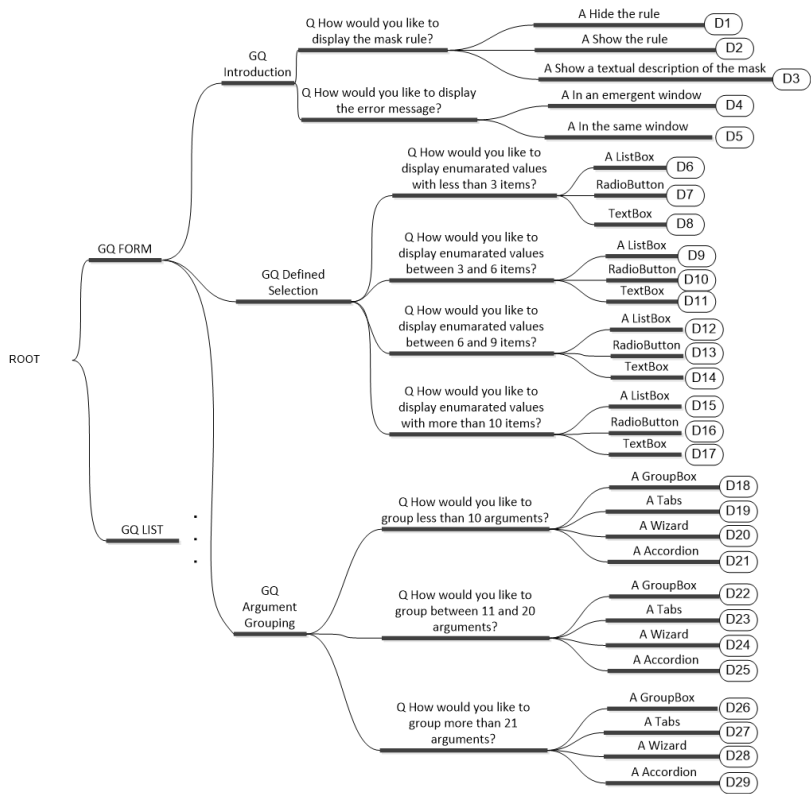 Q How would you like to
display the mask rule?
A Hide the rule
D1
A Show the rule
D2
A Show a textual description of the mask
D3
GQ
Introduction
Q How would you like to display
the error message?
A In an emergent window
D4
A In the same window
D5
Q How would you like to
display enumarated values
with less than 3 items?
A ListBox
D6
RadioButton
D7
TextBox
D8
GQ FORM
GQ Defined
Selection
Q How would you like to
display enumarated values
between 3 and 6 items?
A ListBox
D9
RadioButton
D10
TextBox
D11
Q How would you like to
display enumarated values
between 6 and 9 items?
A ListBox
D12
RadioButton
D13
TextBox
D14
ROOT
Q How would you like to
display enumarated values
with more than 10 items?
A ListBox
D15
RadioButton
D16
TextBox
D17
GQ LIST
Q How would you like to
group less than 10 arguments?
A GroupBox
D18
A Tabs
D19
A Wizard
D20
A Accordion
D21
GQ
Argument
Grouping
Q How would you like to
group between 11 and 20
arguments?
A GroupBox
D22
A Tabs
D23
A Wizard
D24
A Accordion
D25
Q How would you like to
group more than 21
arguments?
A GroupBox
D26
A Tabs
D27
A Wizard
D28
A Accordion
D29